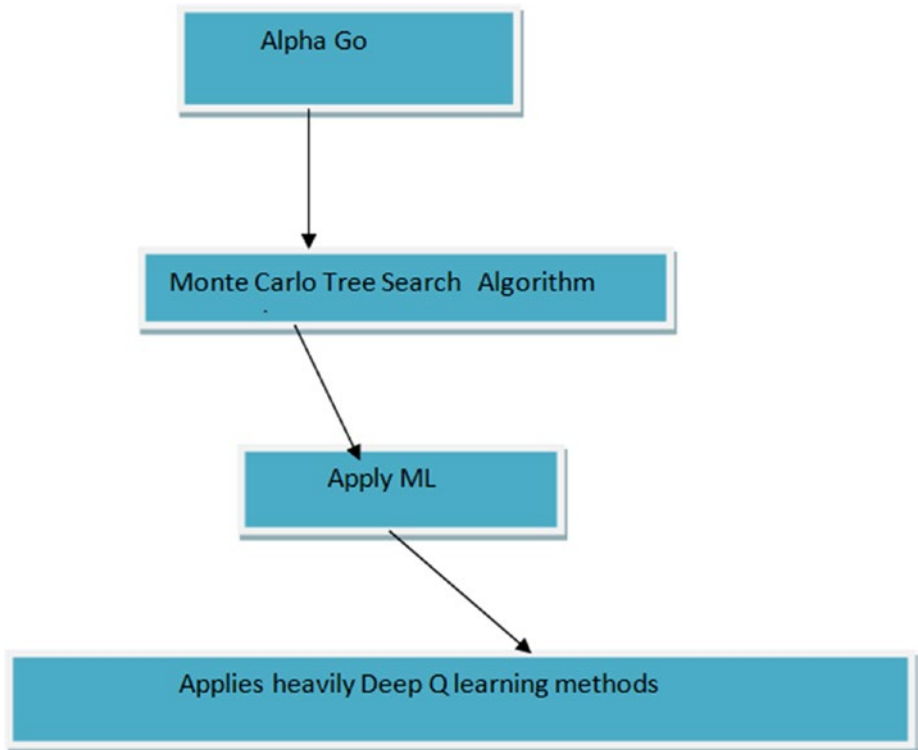 Alpha Go
Monte Carlo Tree Search Algorithm
Apply ML
Applies heavily Deep Q learning methods